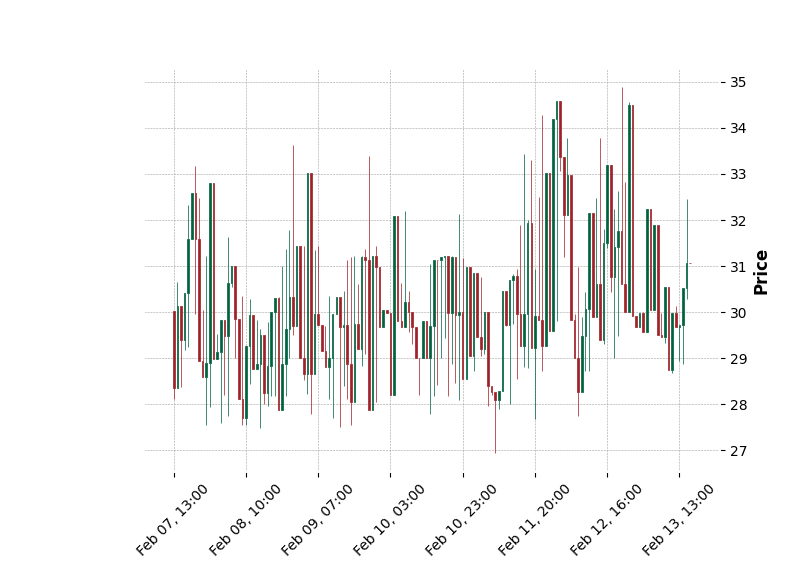 35
34
33
32
31
30
29
28
27
Price
Feb 07, 13:00
Feb 08, 10:00
Feb 09, 07:00
Feb 10, 03:00
Feb 10, 23:00
Feb 11, 20:00
Feb 12, 16:00
Feb 13, 13:00